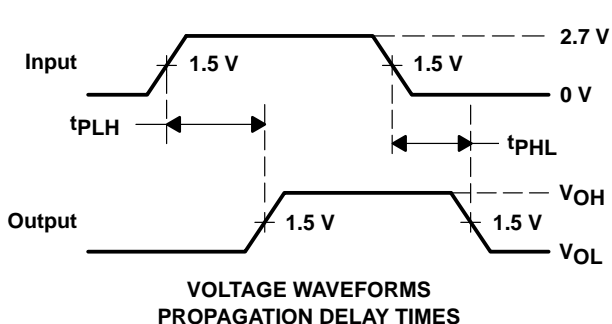 2.7 V
Input
1.5 V
1.5 V
0 V
tPLH
tPHL
VOH
Output
1.5 V
1.5 V
VOL
VOLTAGE WAVEFORMS
PROPAGATION DELAY TIMES